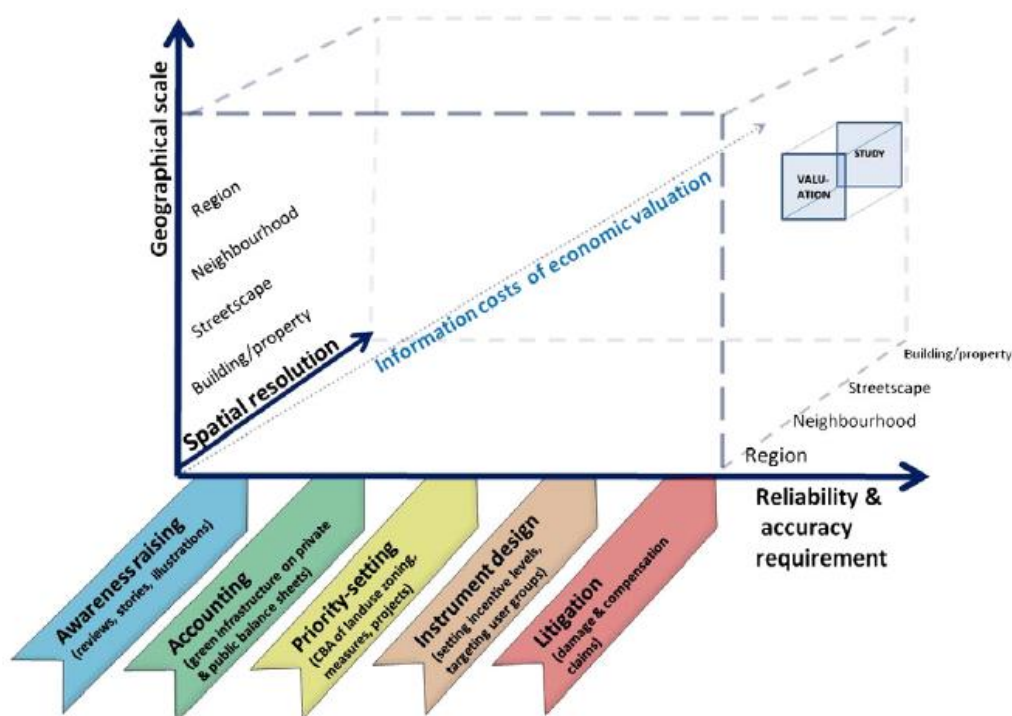 Geographical scale
Region
Neighbourhood
Streetscape
Building/property
Spatial resolution
Information costs of economic valuation
VALU-
ATION
STUDY
Building/property
Streetscape
Neighbourhood
Region
Reliability &
accuracy
requirement
Awareness raising
(reviews, stories, illustrations)
Accounting
(green infrastructure on private
& public balance sheets)
Priority-setting
(CBA of landuse zoning,
measures, projects)
Instrument design
(seting incentive levels,
targeting user groups)
Litigation
(damage & compensation
claims)